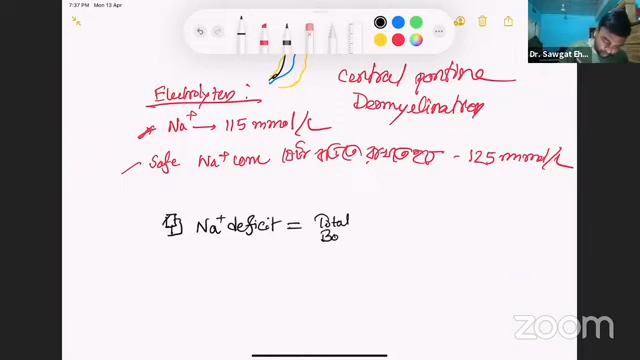 7:37 PM Mon 13 Apr
Dr. Sawgat Eh...
Central pontine
Demyelination
Electrolytes :
Na+ → 115 mmol/L
Safe Na+ conc - 125 mmol/L
Na+ deficit = Total
Bo
zoom